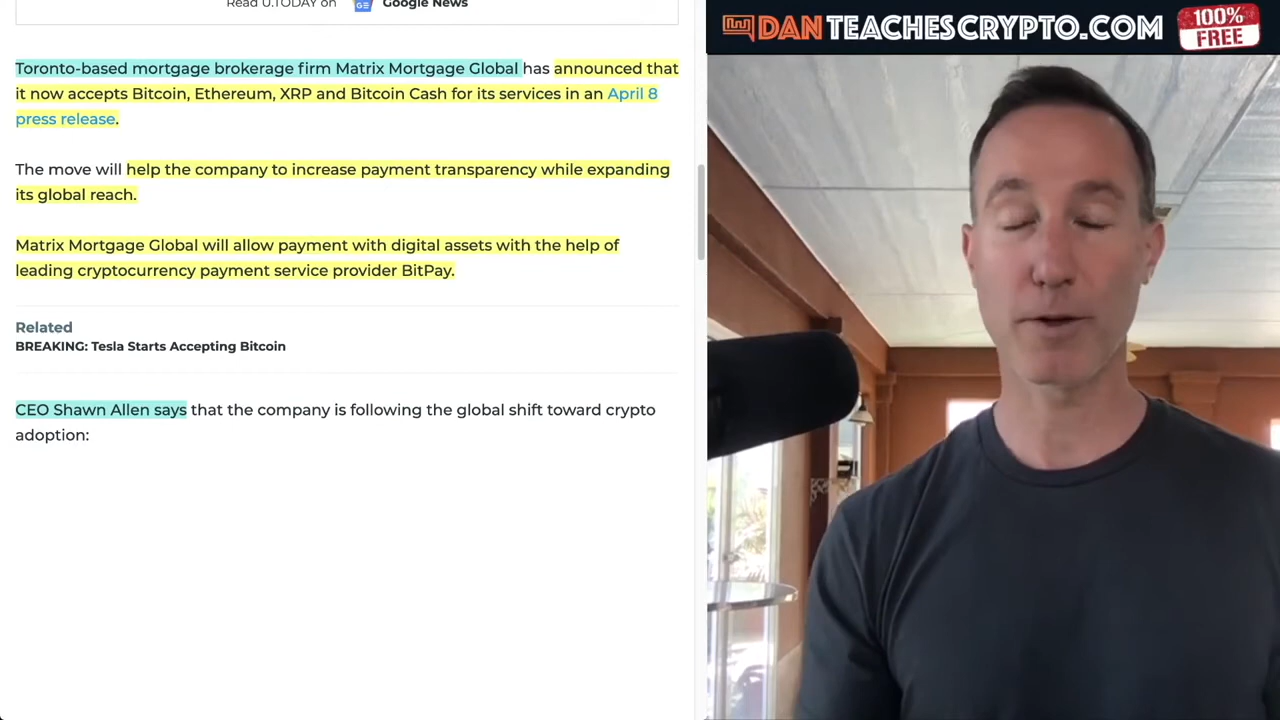 Read U.TODAY on GE Google News
Toronto-based mortgage brokerage firm Matrix Mortgage Global has announced that
it now accepts Bitcoin, Ethereum, XRP and Bitcoin Cash for its services in an April 8
press release.
The move will help the company to increase payment transparency while expanding
its global reach.
Matrix Mortgage Global will allow payment with digital assets with the help of
leading cryptocurrency payment service provider BitPay.
Related
BREAKING: Tesla Starts Accepting Bitcoin
CEO Shawn Allen says that the company is following the global shift toward crypto
adoption:
DANTEACHESCRYPTO.COM
100%
FREE